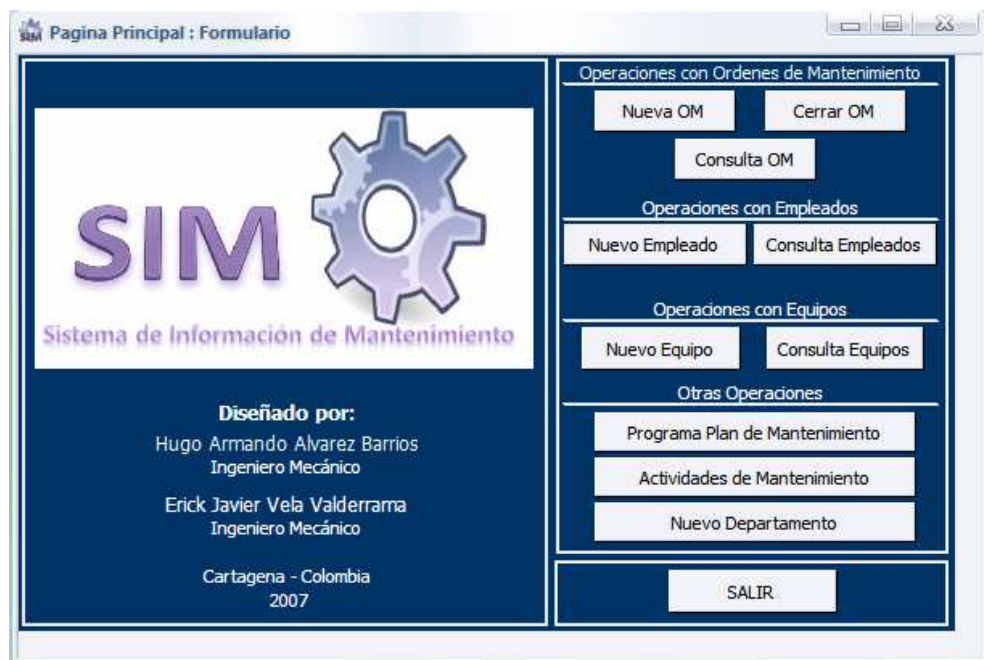 SIM
Pagina Principal : Formulario
SIM
Sistema de Información de Mantenimiento
Diseñado por:
Hugo Armando Alvarez Barrios
Ingeniero Mecánico
Erick Javier Vela Valderrama
Ingeniero Mecánico
Cartagena - Colombia
2007
Operaciones con Ordenes de Mantenimiento
Nueva OM
Cerrar OM
Consulta OM
Operaciones con Empleados
Nuevo Empleado
Consulta Empleados
Operaciones con Equipos
Nuevo Equipo
Consulta Equipos
Otras Operaciones
Programa Plan de Mantenimiento
Actividades de Mantenimiento
Nuevo Departamento
SALIR